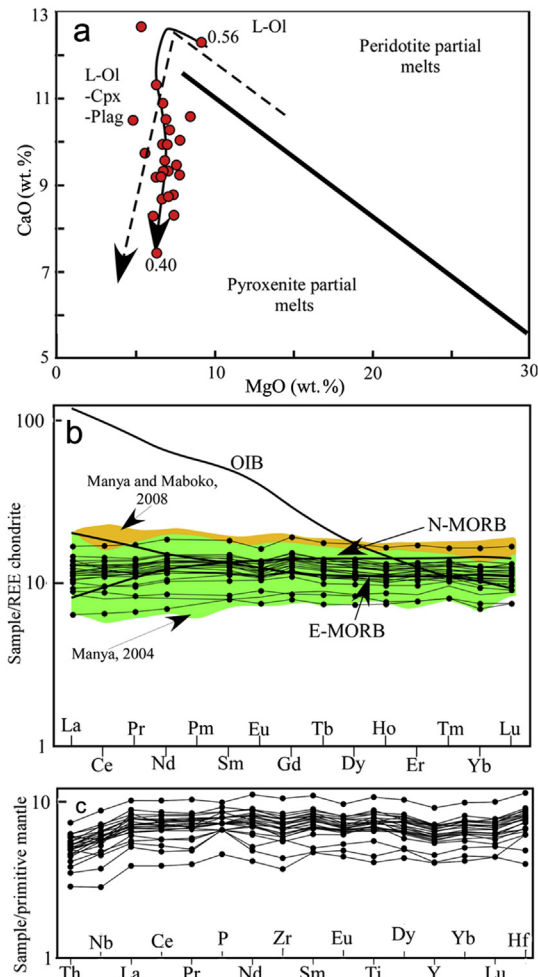 a
13
11
9
7
5
CaO (wt.%)
L-Ol
0.56
Peridotite partial
melts
L-Ol
-Cpx
-Plag
0.40
Pyroxenite partial
melts
0
10
20
30
MgO (wt.%)
b
100
10
1
Sample/REE chondrite
OIB
Manya and Maboko,
2008
N-MORB
E-MORB
Manya, 2004
La
Pr
Pm
Eu
Tb
Ho
Tm
Lu
Ce
Nd
Sm
Gd
Dy
Er
Yb
c
10
1
Sample/primitive mantle
Nb
Ce
P
Zr
Eu
Dy
Yb
Hf
Th
La
Pr
Nd
Sm
Ti
Y
Lu